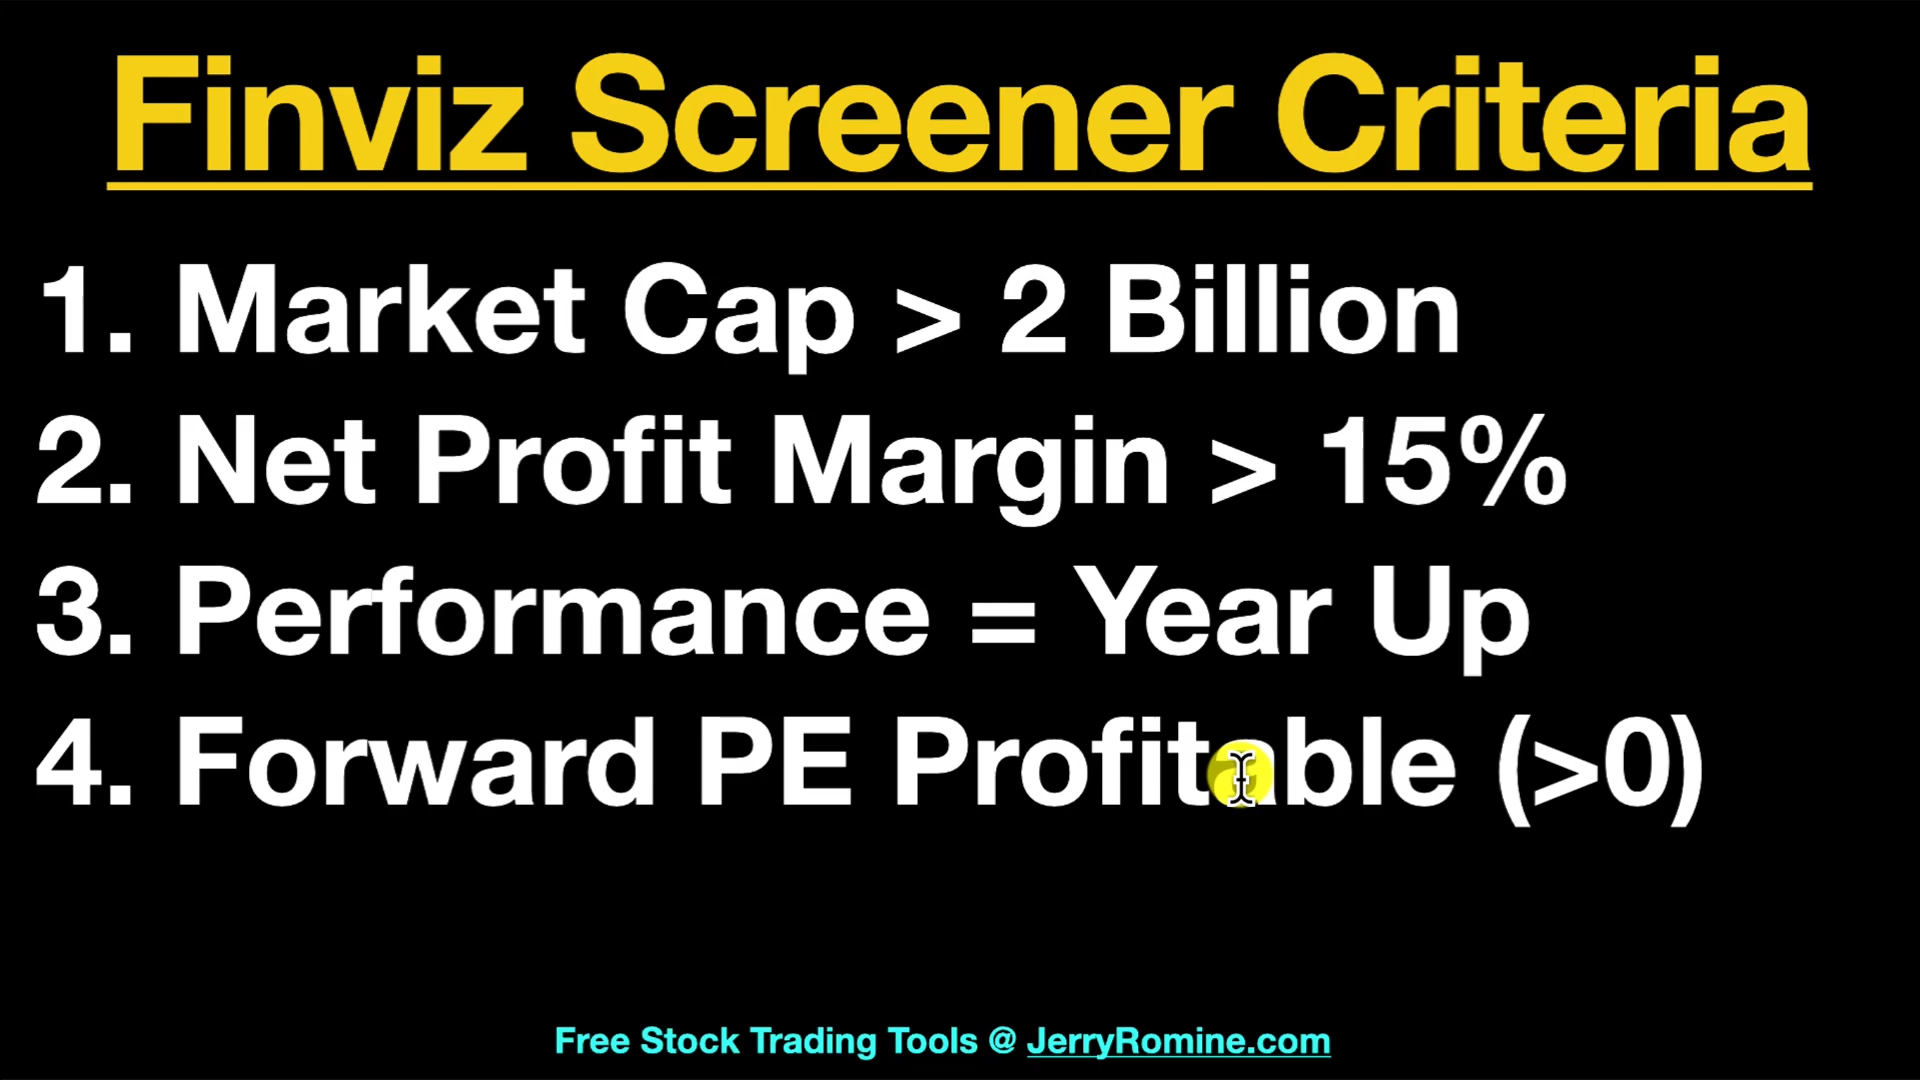 Finviz Screener Criteria
1. Market Cap > 2 Billion
2. Net Profit Margin > 15%
3. Performance = Year Up
4. Forward PE Profitable (>0)
Free Stock Trading Tools @ JerryRomine.com